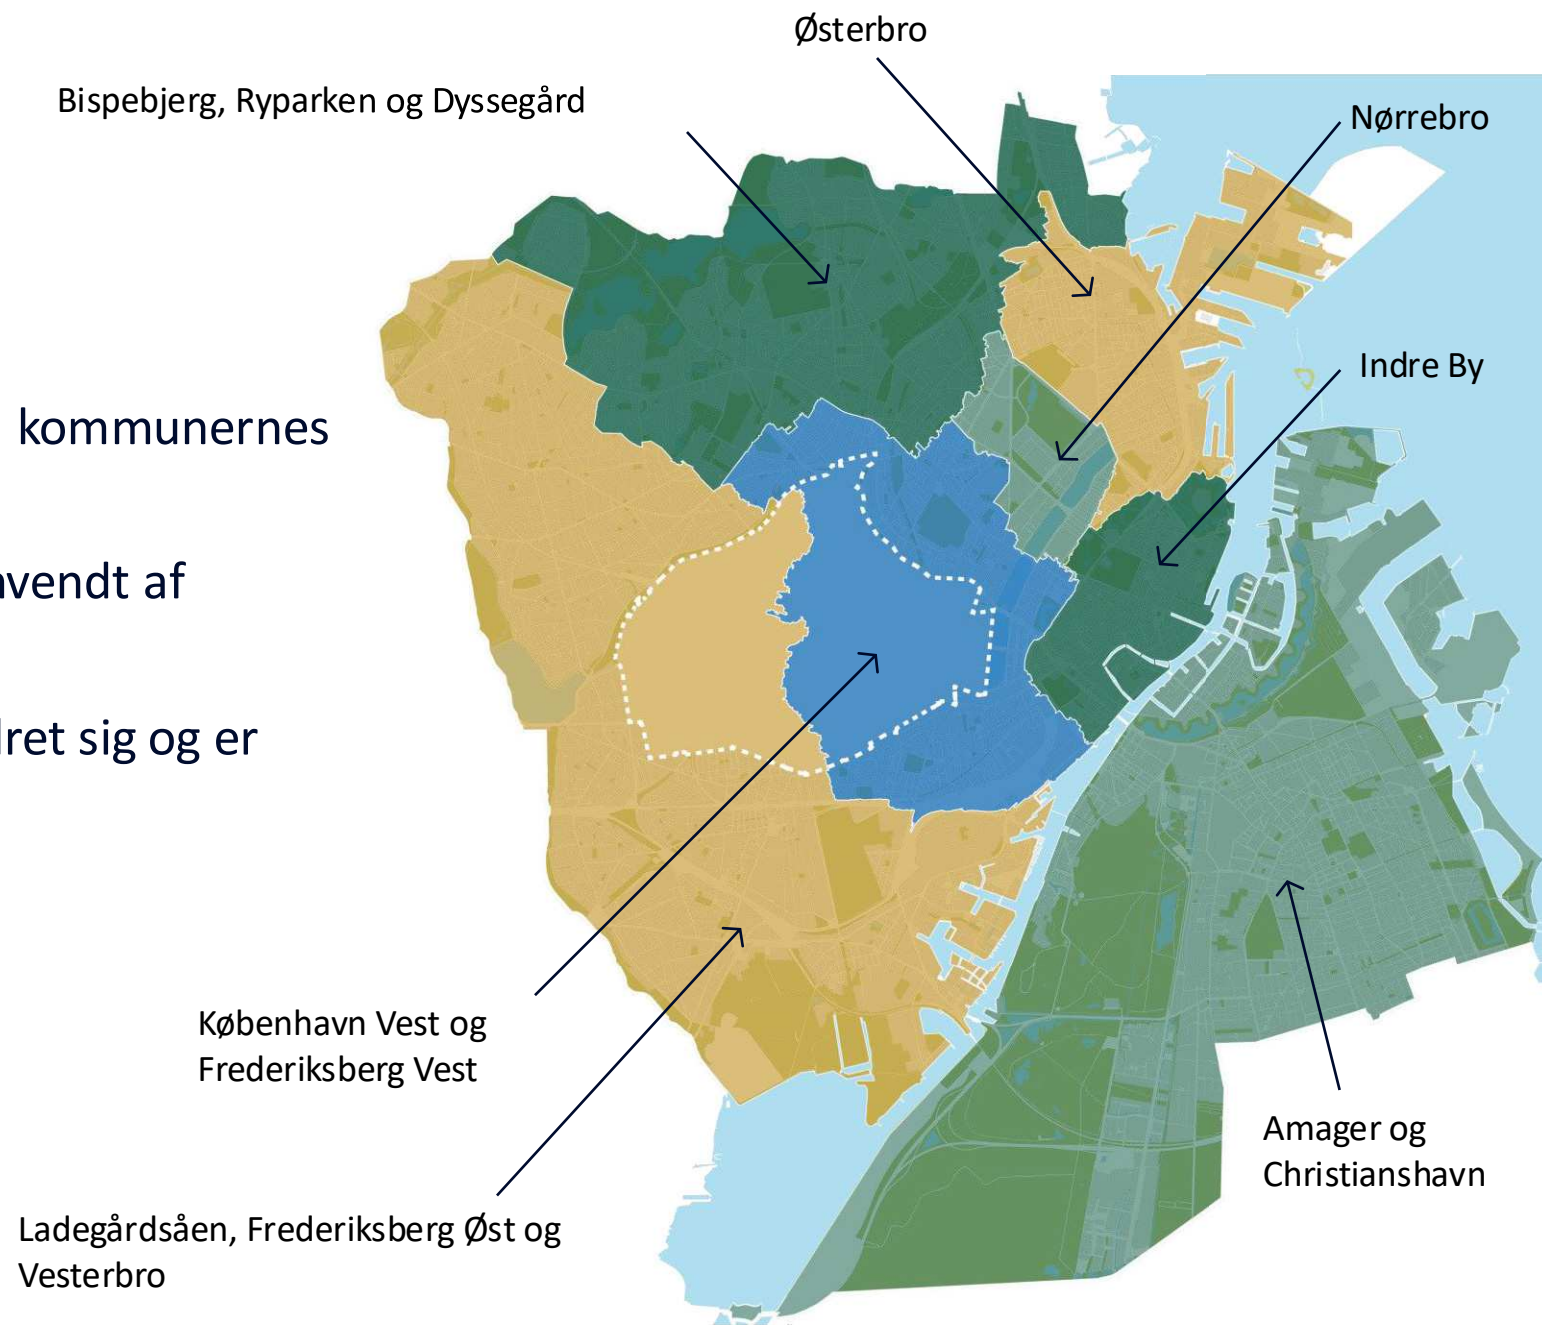 Østerbro
Bispebjerg, Ryparken og Dyssegård
Nørrebro
Indre By
kommunernes
vendt af
ret sig og er
København Vest og
Frederiksberg Vest
Amager og
Christianshavn
Ladegårdsåen, Frederiksberg Øst og
Vesterbro